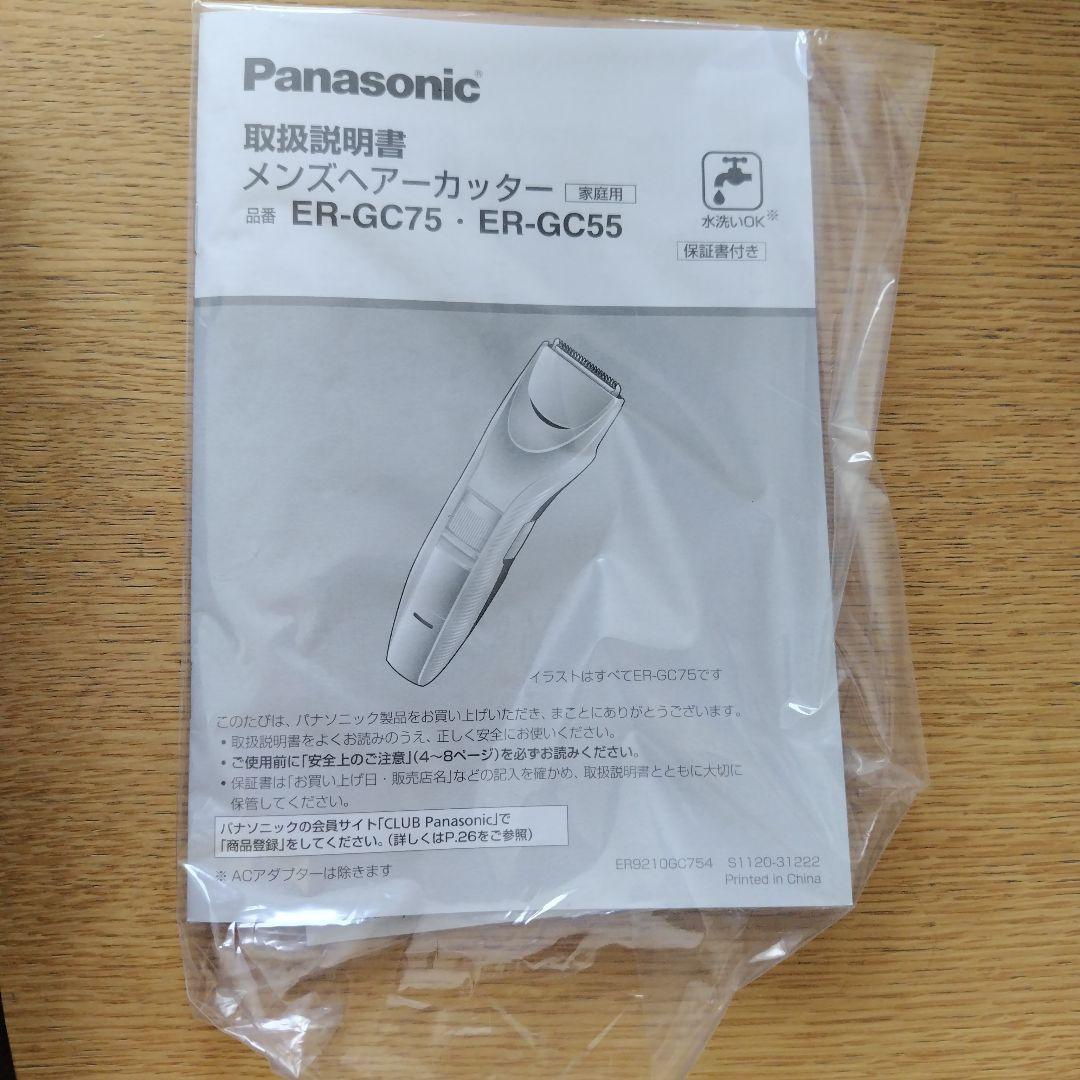 Panasonic®
取扱説明書
メンズヘアーカッター 家庭用
品番 ER-GC75・ER-GC55
水洗いOK※
保証書付き
イラストはすべてER-GC75です
このたびは、パナソニック製品をお買い上げいただき、まことにありがとうございます。
・取扱説明書をよくお読みのうえ、正しく安全にお使いください。
・ご使用前に「安全上のご注意」(4〜8ページ)を必ずお読みください。
・保証書は「お買い上げ日・販売店名」などの記入を確かめ、取扱説明書とともに大切に
保管してください。
パナソニックの会員サイト「CLUB Panasonic」で
「商品登録」をしてください。(詳しくはP.26をご参照)
※ ACアダプターは除きます
ER9210GC754 S1120-31222
Printed in China